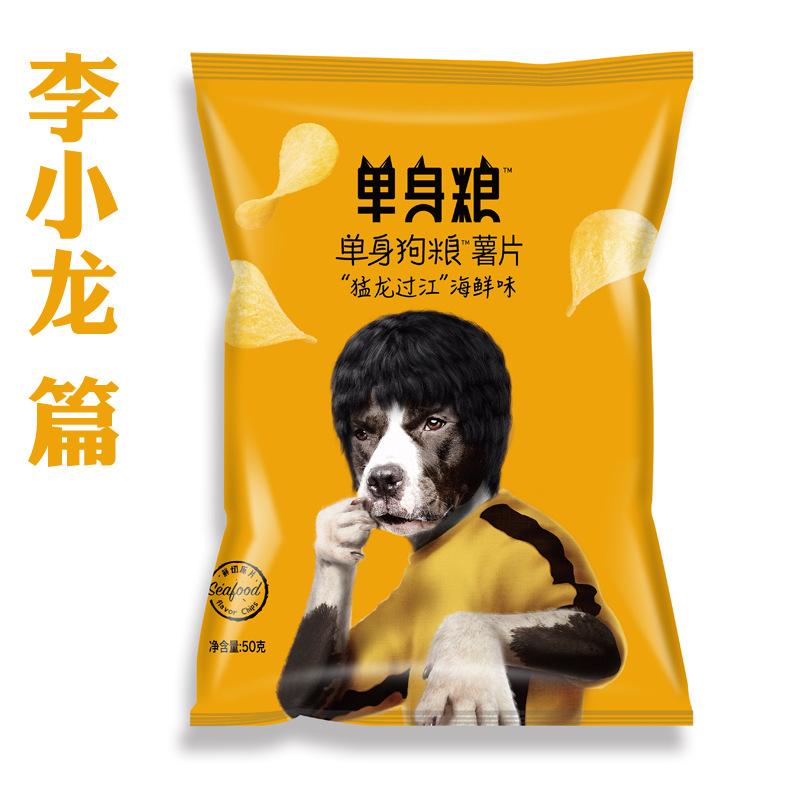 李小龙篇
单身粮™
单身狗粮™薯片
“猛龙过江”海鲜味
Seafood
flavor Chips
净含量:50克